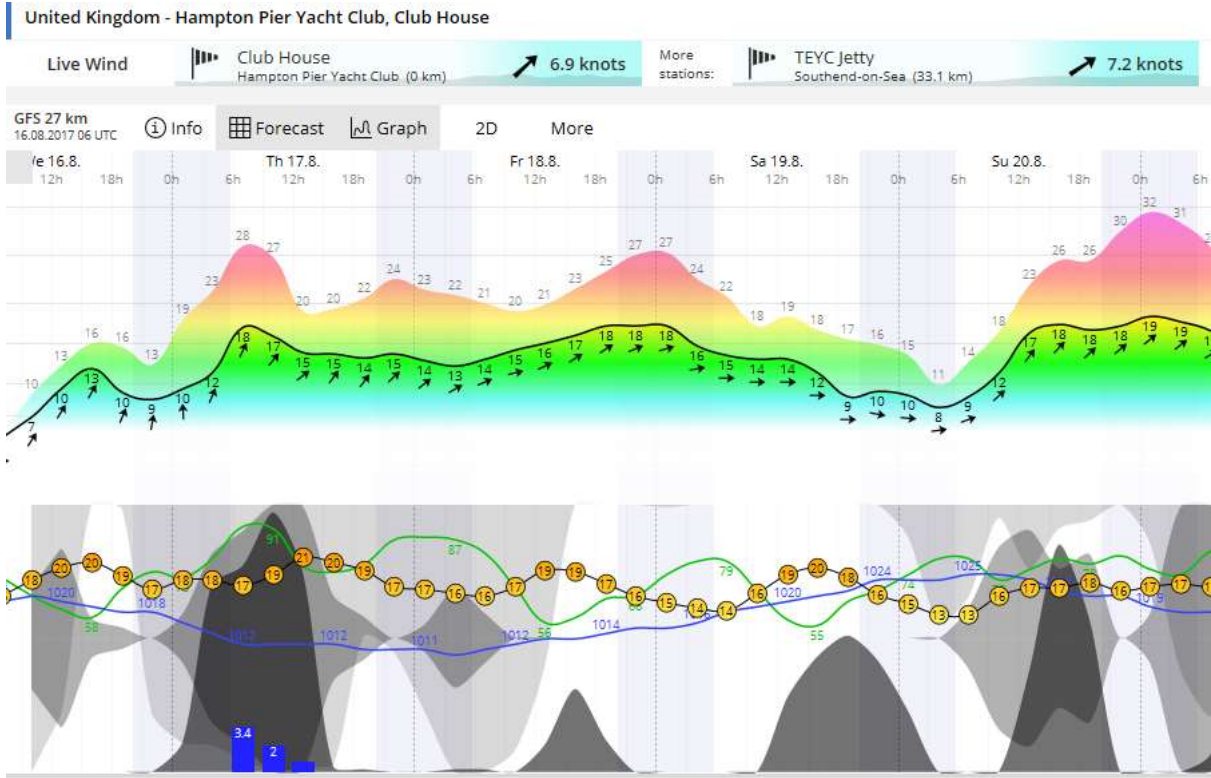 United Kingdom - Hampton Pier Yacht Club, Club House
Live Wind
Club House
Hampton Pier Yacht Club (0 km)
6.9 knots
More
stations:
TEYC Jetty
Southend-on-Sea (33.1 km)
7.2 knots
GFS 27 km
16.08.2017 06 UTC
Info Forecast Graph 2D More
e 16.8. Th 17.8. Fr 18.8. Sa 19.8. Su 20.8.
12h 18h 0h 6h 12h 18h 0h 6h 12h 18h 0h 6h 12h 18h 0h 6h 12h 18h 0h 6h
10 13 16 16 13 19 23 28 27 20 20 22 24 23 22 21 20 21 23 25 27 27 24 22 18 19 18 17 16 15 11 14 18 23 26 26 30 32 31
7 10 13 10 9 10 12 18 17 15 15 14 15 14 13 14 15 16 17 18 18 18 16 15 14 14 12 9 10 10 8 9 12 17 18 18 18 19 19
18 20 20 19 17 18 18 17 19 21 20 19 17 17 16 16 17 19 19 17 16 15 14 14 16 19 20 18 16 15 13 13 16 17 17 18 16 17 17
58 91 87 56 79 55 74
1020 1018 1012 1012 1011 1012 1014 1020 1024 1025 1019
3.4 2